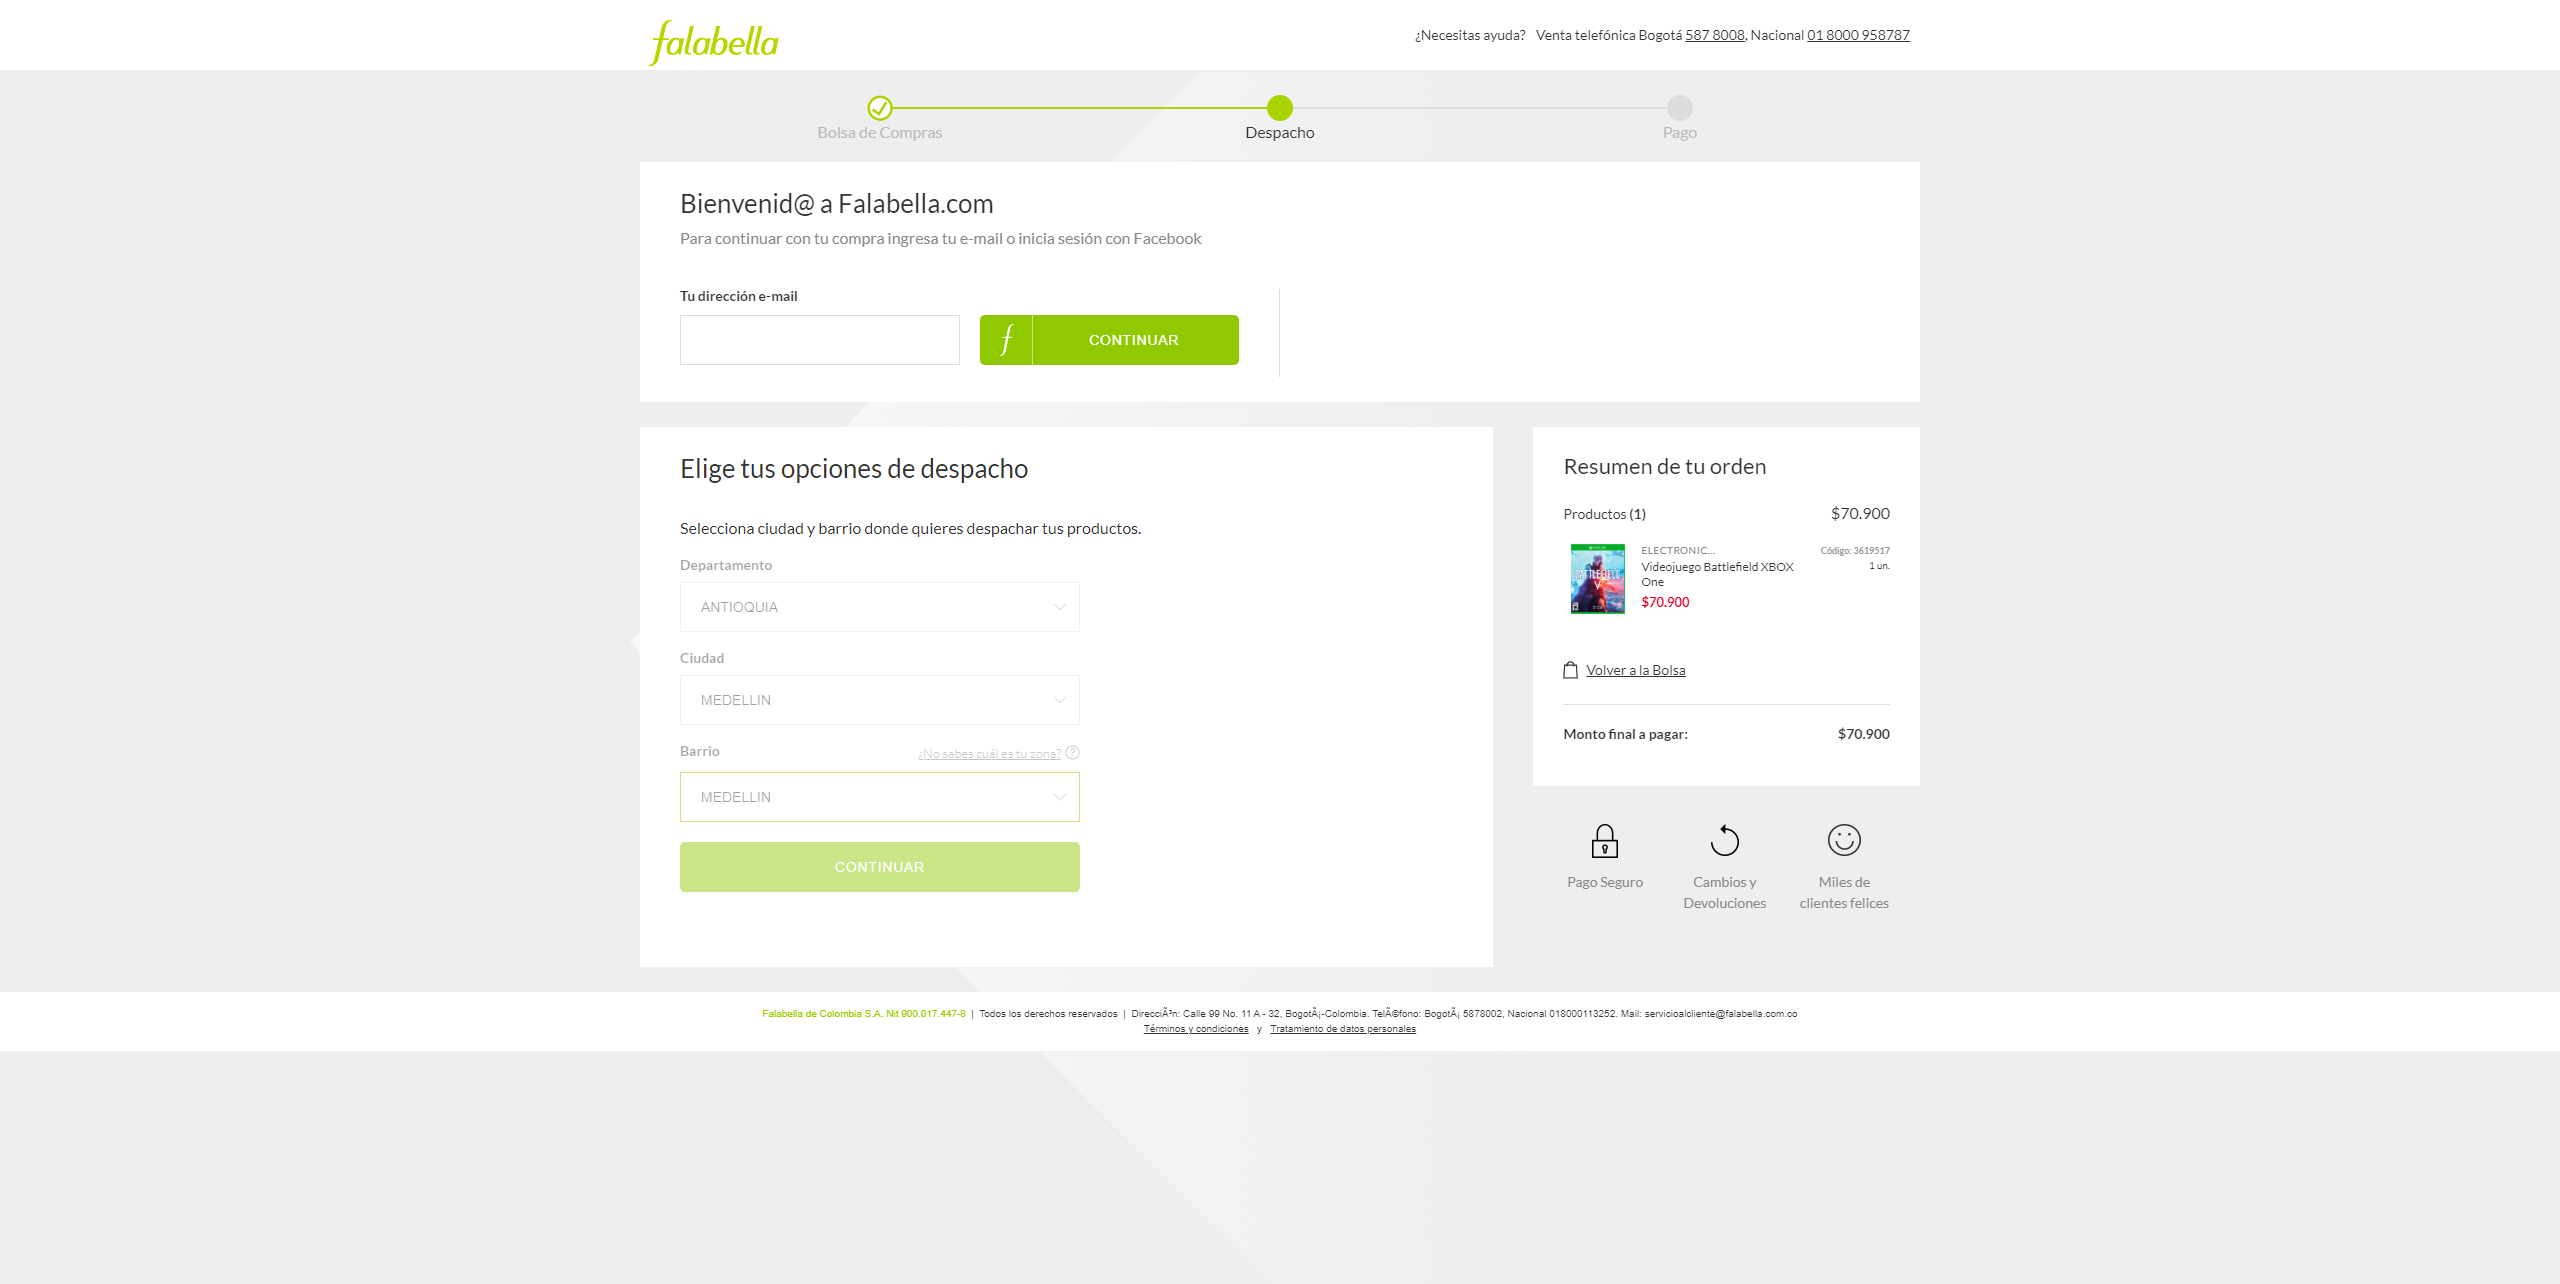 falabella
¿Necesitas ayuda? Venta telefónica Bogotá 587 8008, Nacional 01 8000 958787
Bolsa de Compras
Despacho
Pago
Bienvenid@ a Falabella.com
Para continuar con tu compra ingresa tu e-mail o inicia sesión con Facebook
Tu dirección e-mail
f CONTINUAR
Elige tus opciones de despacho
Selecciona ciudad y barrio donde quieres despachar tus productos.
Departamento
ANTIOQUIA
Ciudad
MEDELLIN
Barrio ¿No sabes cuál es tu zona? ?
MEDELLIN
CONTINUAR
Resumen de tu orden
Productos (1) $70.900
ELECTRONIC... Código: 3619517
Videojuego Battlefield XBOX 1 un.
One
$70.900
BATTLEFIELD
V
Volver a la Bolsa
Monto final a pagar: $70.900
Pago Seguro
Cambios y
Devoluciones
Miles de
clientes felices
Falabella de Colombia S.A. Nit 900.017.447-8 | Todos los derechos reservados | DirecciÃ³n: Calle 99 No. 11 A - 32, BogotÃ¡-Colombia. TelÃ©fono: BogotÃ¡ 5878002, Nacional 018000113252. Mail: servicioalcliente@falabella.com.co
Términos y condiciones y Tratamiento de datos personales